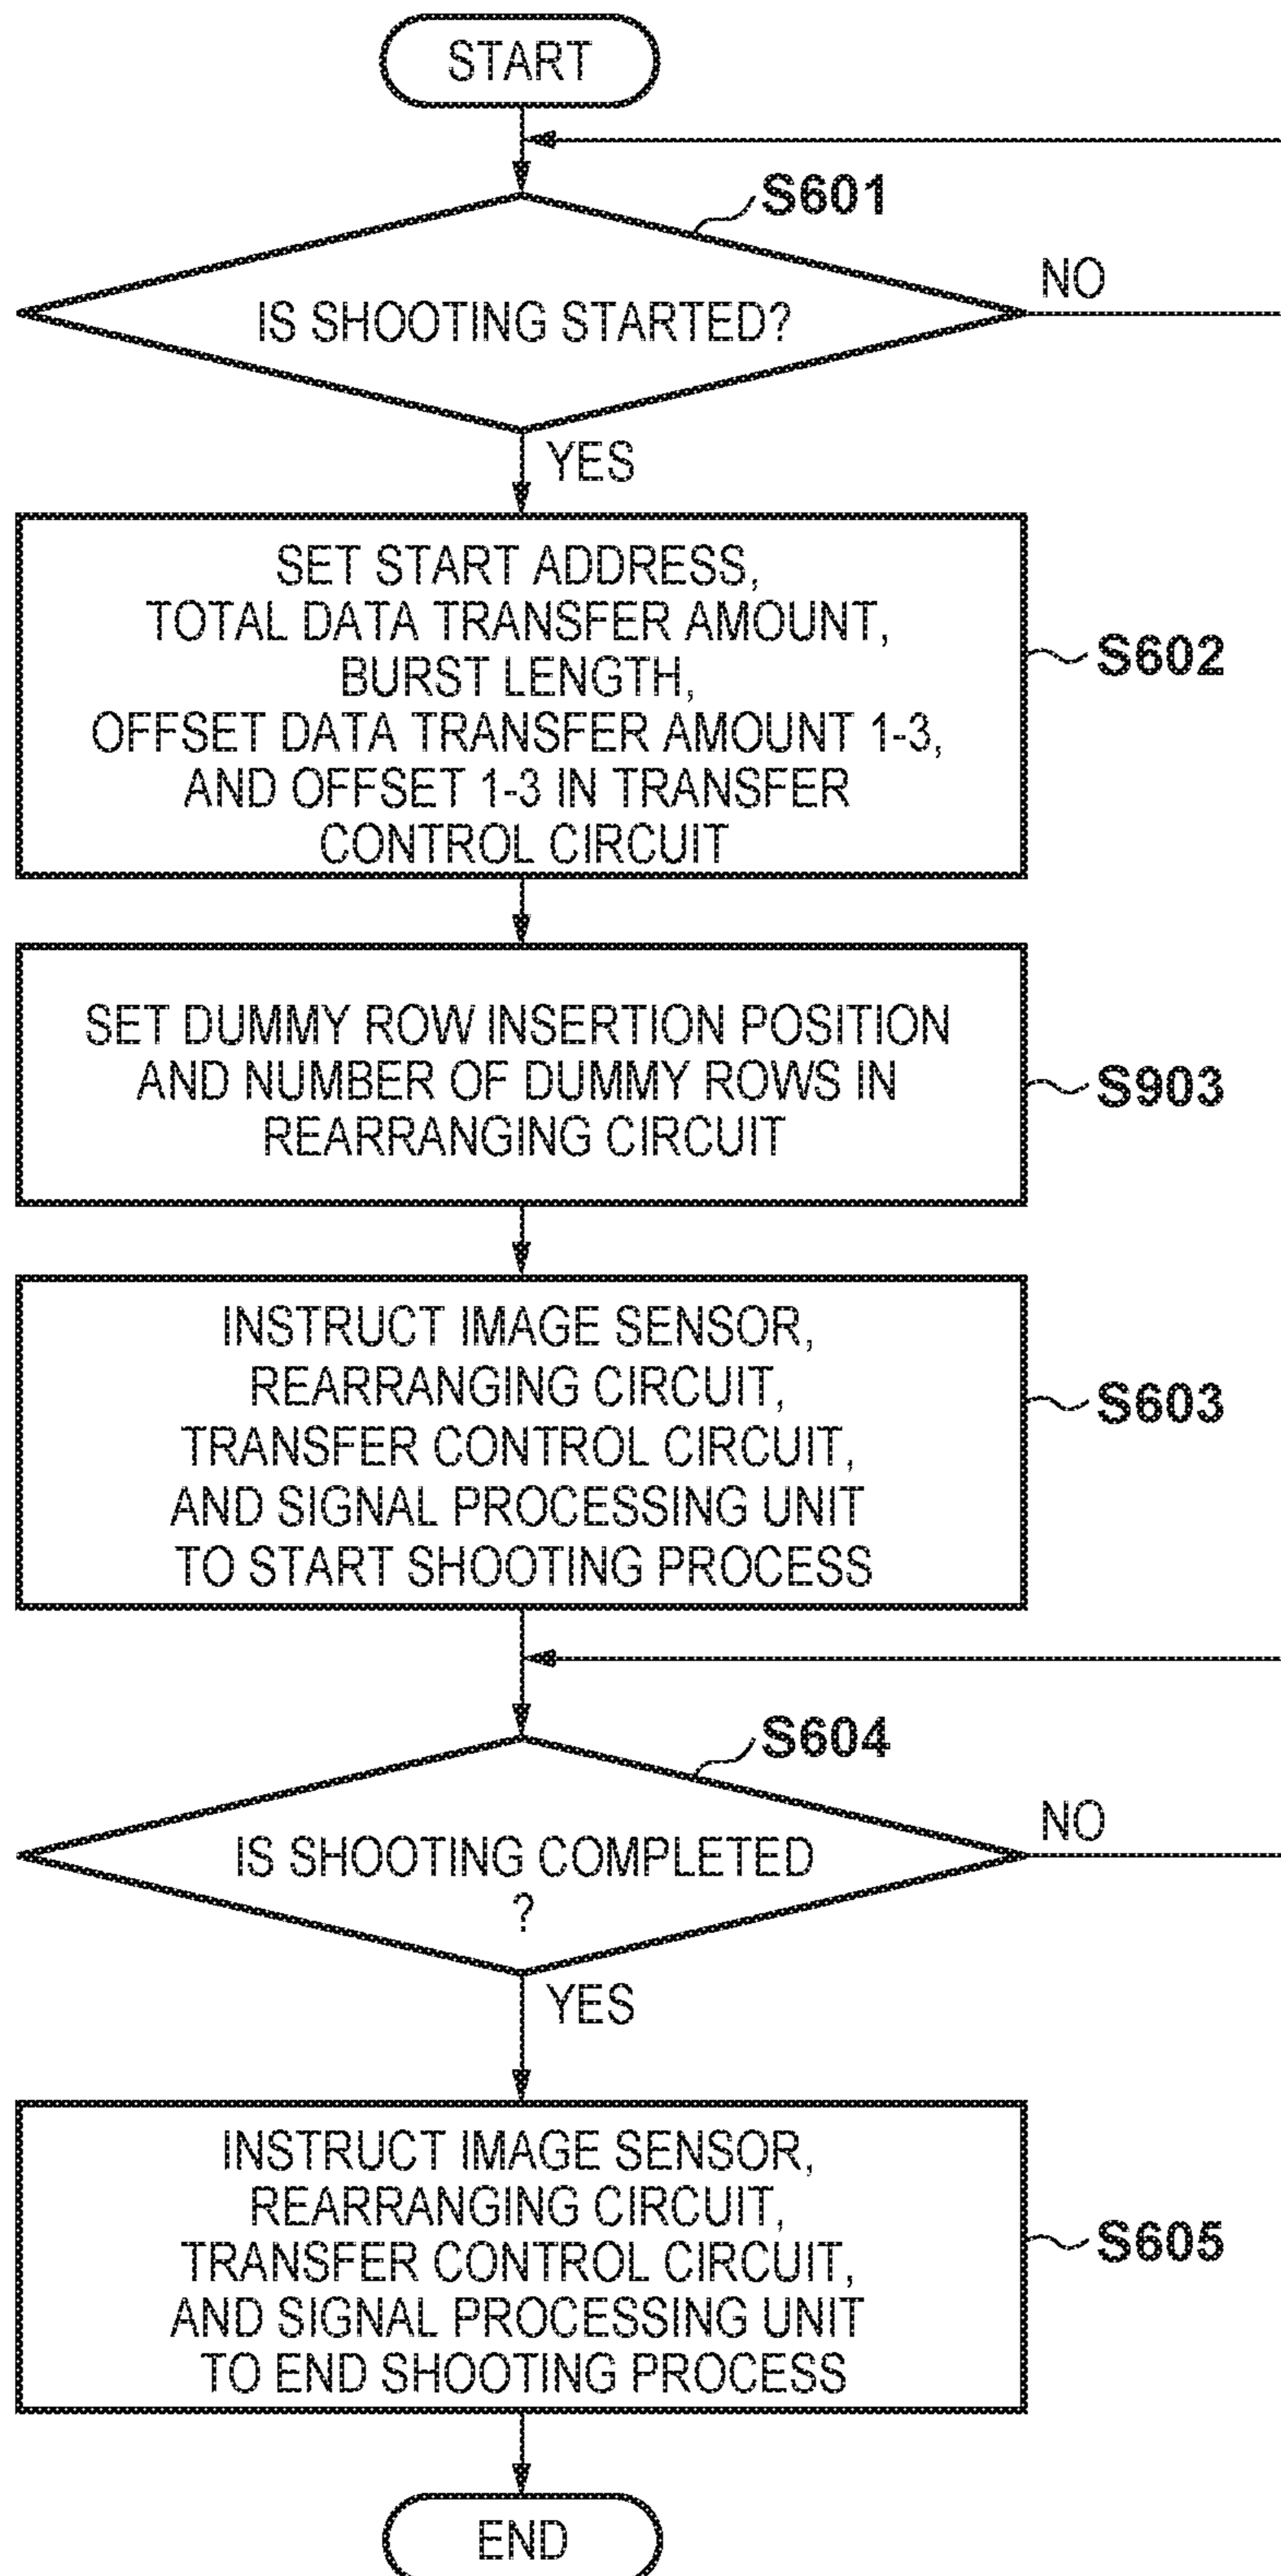 START
S601
IS SHOOTING STARTED?
NO
YES
SET START ADDRESS,
TOTAL DATA TRANSFER AMOUNT,
BURST LENGTH,
OFFSET DATA TRANSFER AMOUNT 1-3,
AND OFFSET 1-3 IN TRANSFER
CONTROL CIRCUIT
S602
SET DUMMY ROW INSERTION POSITION
AND NUMBER OF DUMMY ROWS IN
REARRANGING CIRCUIT
S903
INSTRUCT IMAGE SENSOR,
REARRANGING CIRCUIT,
TRANSFER CONTROL CIRCUIT,
AND SIGNAL PROCESSING UNIT
TO START SHOOTING PROCESS
S603
S604
IS SHOOTING COMPLETED
?
NO
YES
INSTRUCT IMAGE SENSOR,
REARRANGING CIRCUIT,
TRANSFER CONTROL CIRCUIT,
AND SIGNAL PROCESSING UNIT
TO END SHOOTING PROCESS
S605
END